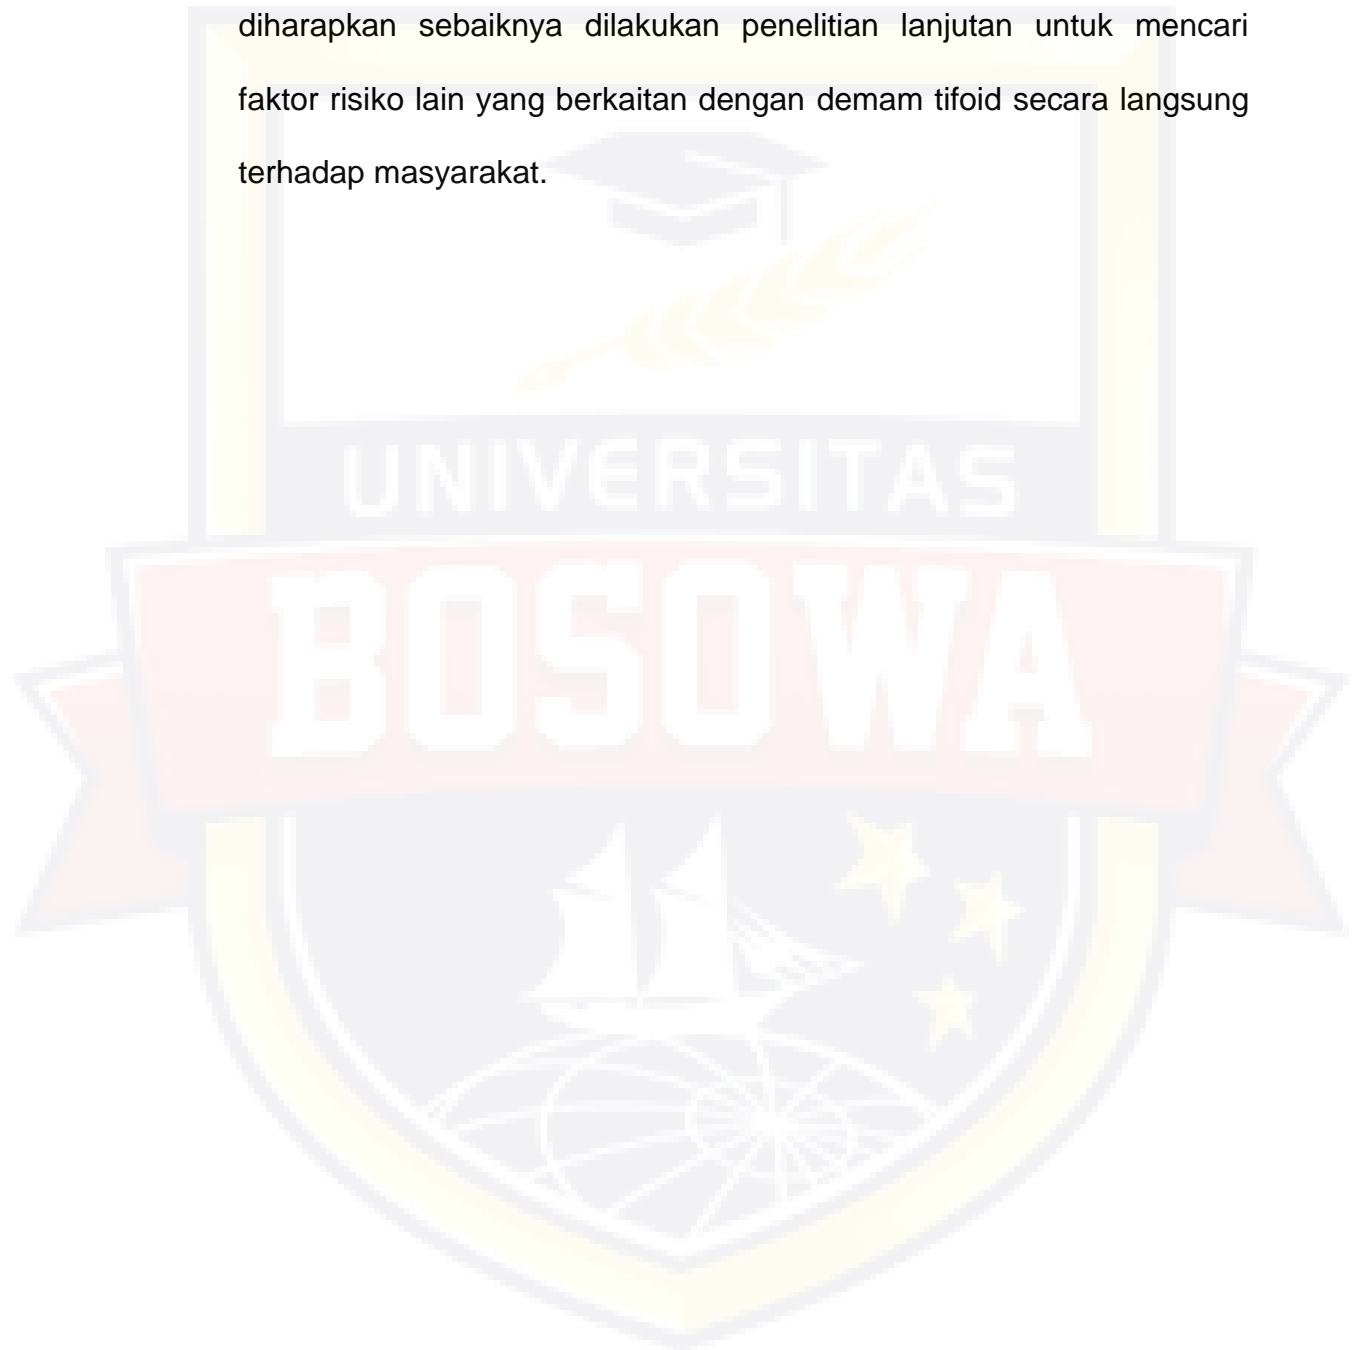 diharapkan sebaiknya dilakukan penelitian lanjutan untuk mencari
faktor risiko lain yang berkaitan dengan demam tifoid secara langsung
terhadap masyarakat.
UNIVERSITAS
BOSOWA